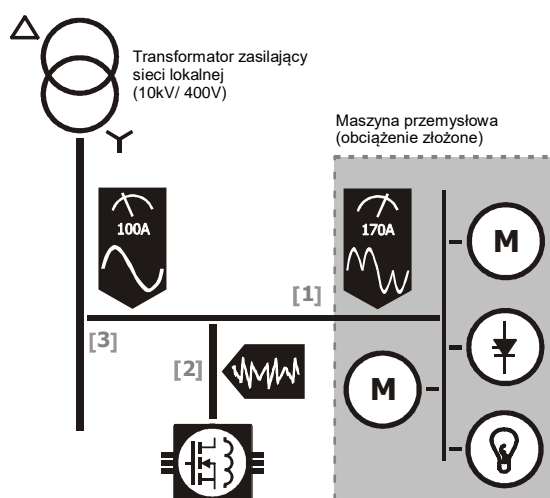 Transformator zasilający
sieci lokalnej
(10kV/ 400V)
Maszyna przemysłowa
(obciążenie złożone)
100A
170A
M
[1]
[3]
[2]
M